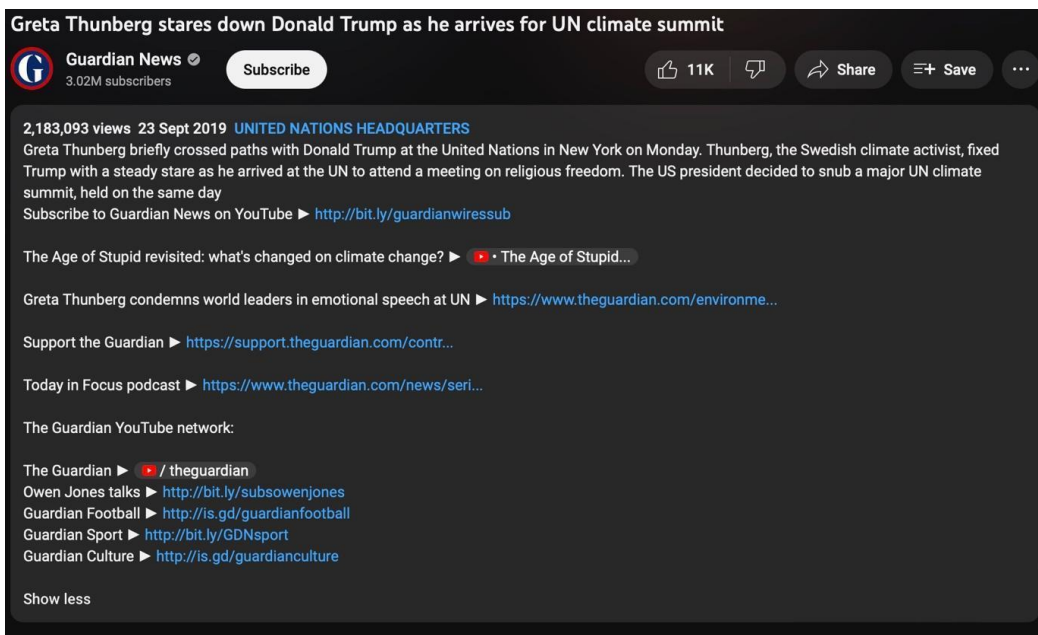 Greta Thunberg stares down Donald Trump as he arrives for UN climate summit
G
Guardian News
3.02M subscribers
Subscribe
11K
Share
Save
2,183,093 views 23 Sept 2019 UNITED NATIONS HEADQUARTERS
Greta Thunberg briefly crossed paths with Donald Trump at the United Nations in New York on Monday. Thunberg, the Swedish climate activist, fixed
Trump with a steady stare as he arrived at the UN to attend a meeting on religious freedom. The US president decided to snub a major UN climate
summit, held on the same day
Subscribe to Guardian News on YouTube ► http://bit.ly/guardianwiressub
The Age of Stupid revisited: what's changed on climate change? ► • The Age of Stupid...
Greta Thunberg condemns world leaders in emotional speech at UN ► https://www.theguardian.com/environme...
Support the Guardian ► https://support.theguardian.com/contr...
Today in Focus podcast ► https://www.theguardian.com/news/seri...
The Guardian YouTube network:
The Guardian ► / theguardian
Owen Jones talks ► http://bit.ly/subsowenjones
Guardian Football ► http://is.gd/guardianfootball
Guardian Sport ► http://bit.ly/GDNsport
Guardian Culture ► http://is.gd/guardianculture
Show less